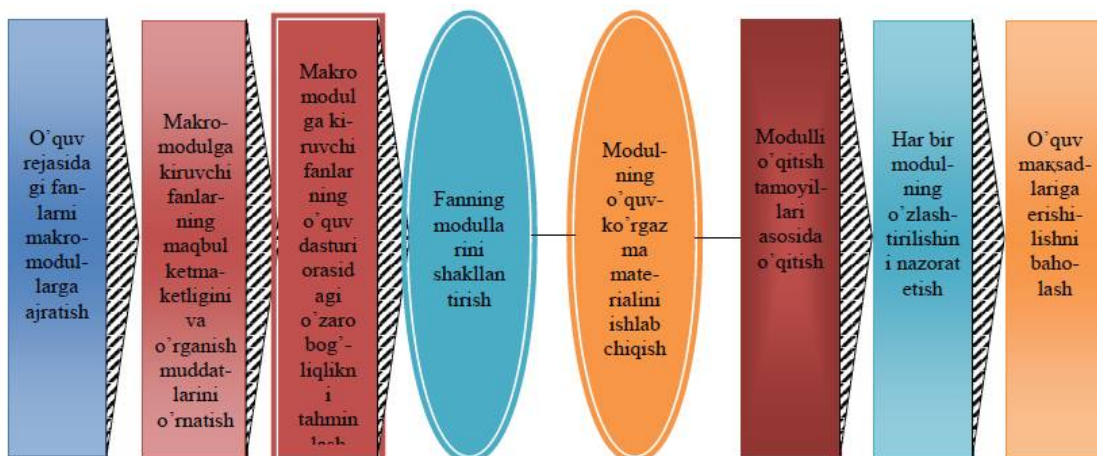 O’quv
rejasida
gi fan-
larni
makro-
modul-
larga
ajratish
Makro-
modulga
kiruvchi
fanlar-
ning
maqbul
ketma-
ketligini
va
o’rganish
muddat-
larini
o’rnatish
Makro
modul
ga ki-
ruvchi
fanlar
ning
o’quv
dasturi
orasid
agi
o’zaro
bog’-
liqlikn
i
tahmin
lash
Fanning
modulla
rini
shakllan
tirish
Modul-
ning
o’quv-
ko’rgaz
ma
mate-
rialini
ishlab
chiqish
Modulli
o’qitish
tamoyil-
lari
asosida
o’qitish
Har bir
modul-
ning
o’zlash-
tirilishin
i nazorat
etish
O’quv
maқsad-
lariga
erishi-
lishni
baho-
lash